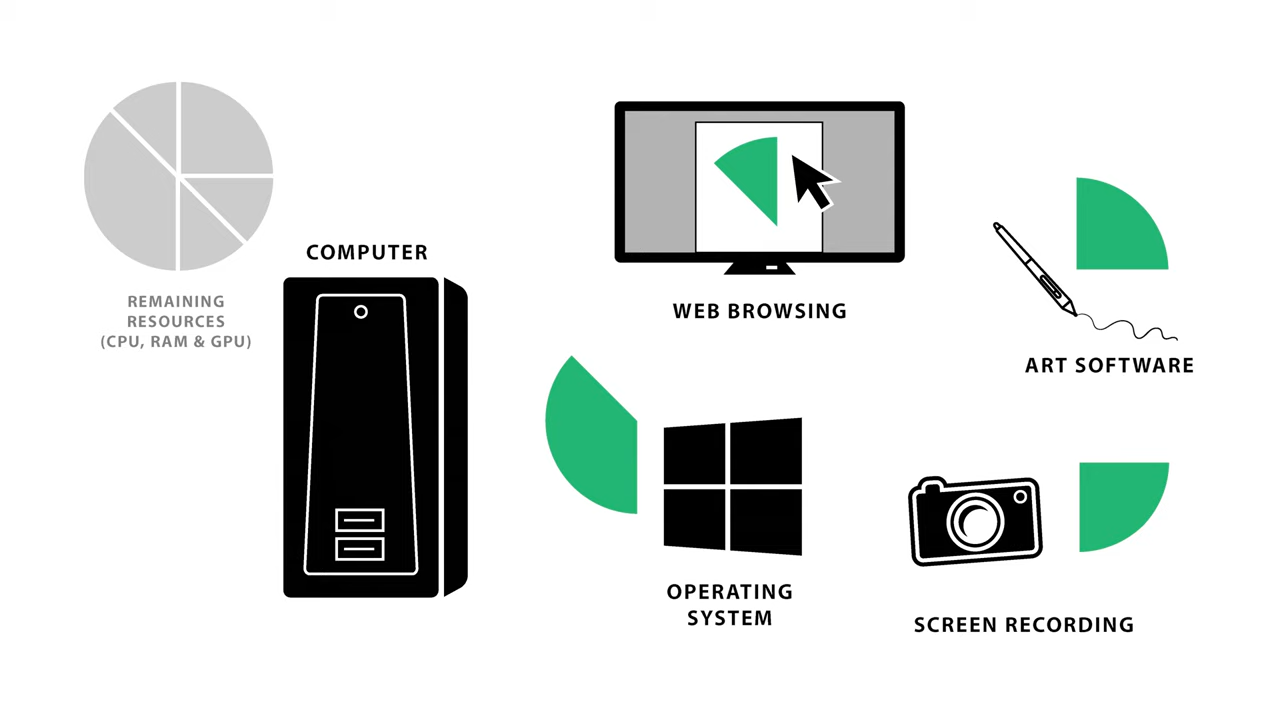 COMPUTER
REMAINING
RESOURCES
(CPU, RAM & GPU)
WEB BROWSING
ART SOFTWARE
OPERATING
SYSTEM
SCREEN RECORDING